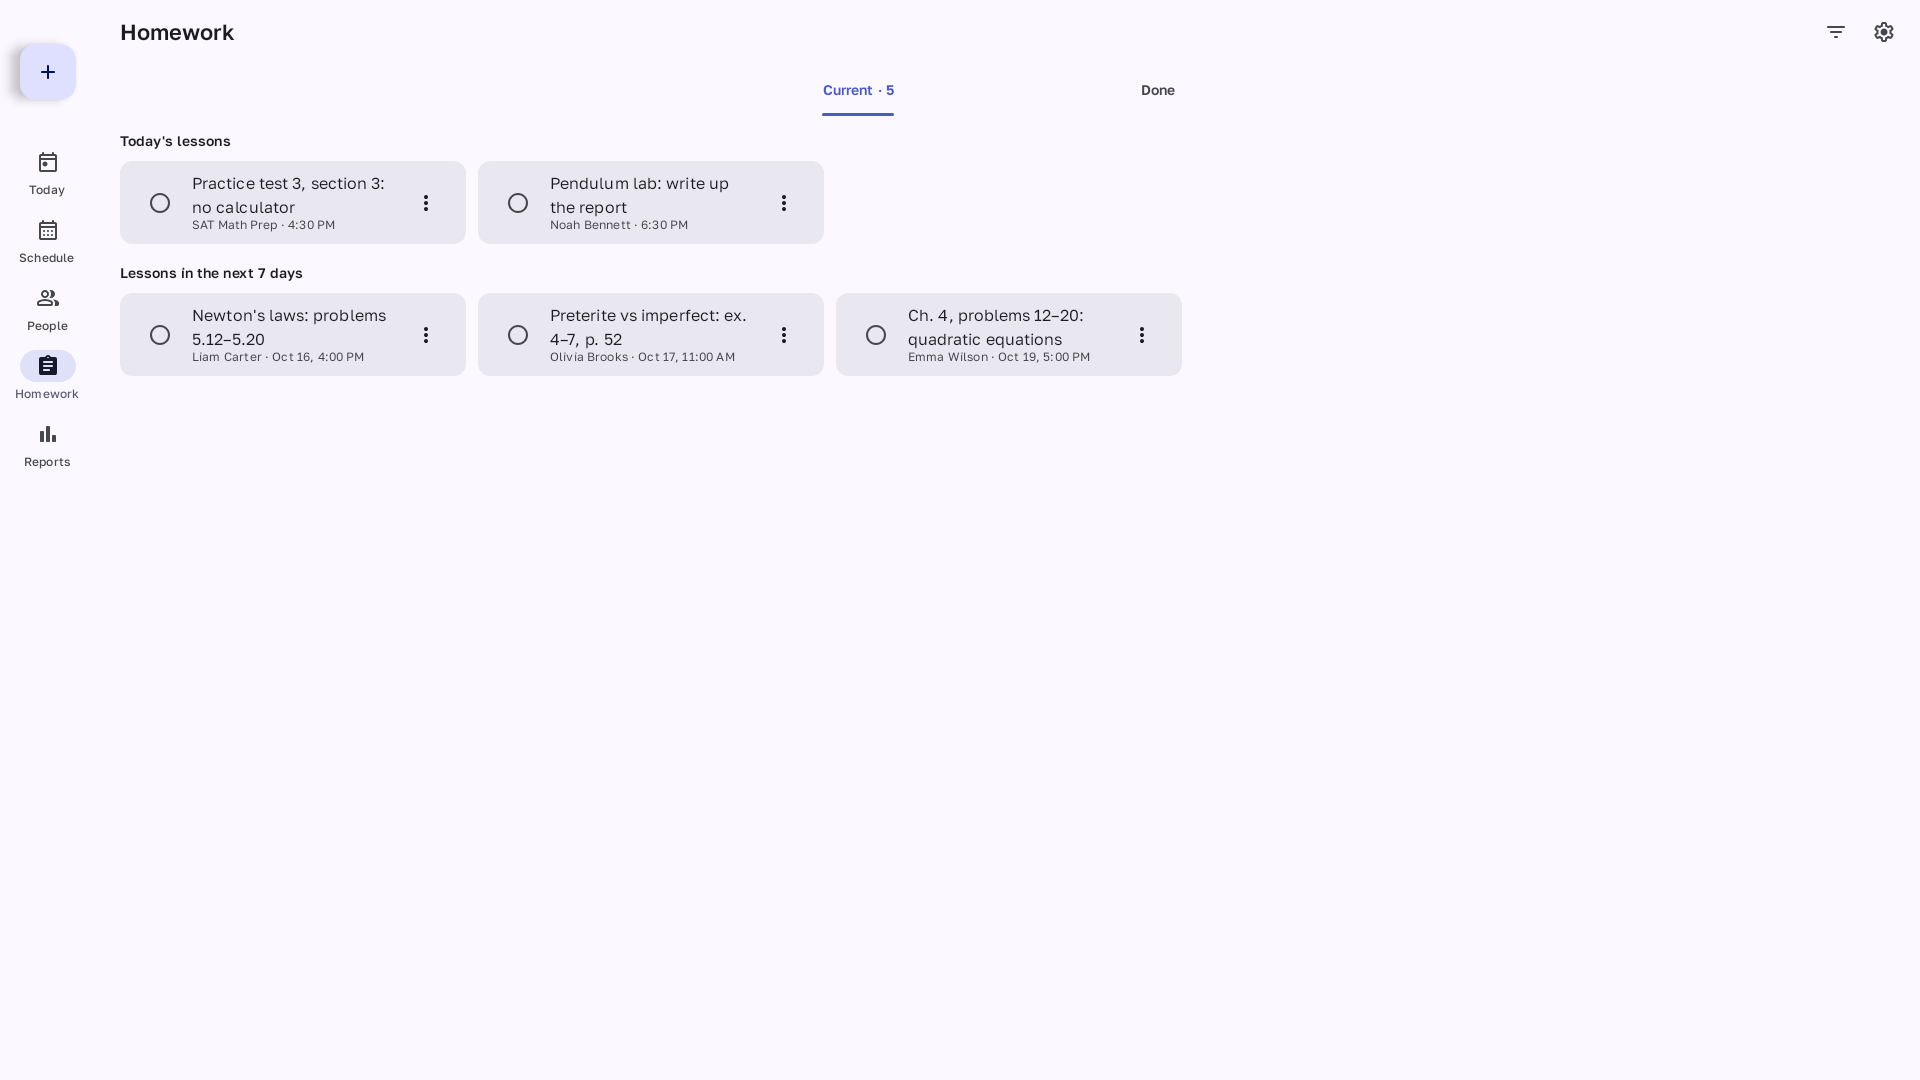 Homework
Current · 5
Done
Today's lessons
Practice test 3, section 3:
no calculator
SAT Math Prep · 4:30 PM
Pendulum lab: write up
the report
Noah Bennett · 6:30 PM
Lessons in the next 7 days
Newton's laws: problems
5.12–5.20
Liam Carter · Oct 16, 4:00 PM
Preterite vs imperfect: ex.
4–7, p. 52
Olivia Brooks · Oct 17, 11:00 AM
Ch. 4, problems 12–20:
quadratic equations
Emma Wilson · Oct 19, 5:00 PM
Today
Schedule
People
Homework
Reports